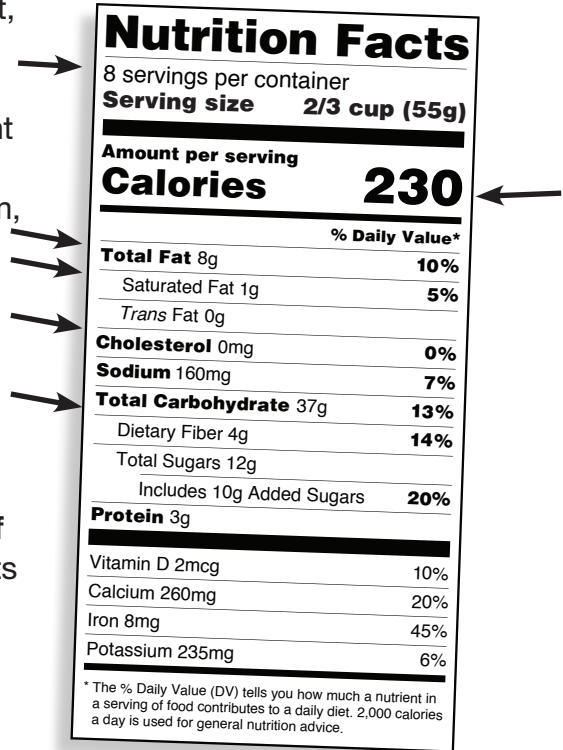 t,
nt
n,
f
ts
Nutrition Facts
8 servings per container
Serving size 2/3 cup (55g)
Amount per serving
Calories 230
% Daily Value*
Total Fat 8g 10%
Saturated Fat 1g 5%
Trans Fat 0g
Cholesterol 0mg 0%
Sodium 160mg 7%
Total Carbohydrate 37g 13%
Dietary Fiber 4g 14%
Total Sugars 12g
Includes 10g Added Sugars 20%
Protein 3g
Vitamin D 2mcg 10%
Calcium 260mg 20%
Iron 8mg 45%
Potassium 235mg 6%
* The % Daily Value (DV) tells you how much a nutrient in
a serving of food contributes to a daily diet. 2,000 calories
a day is used for general nutrition advice.